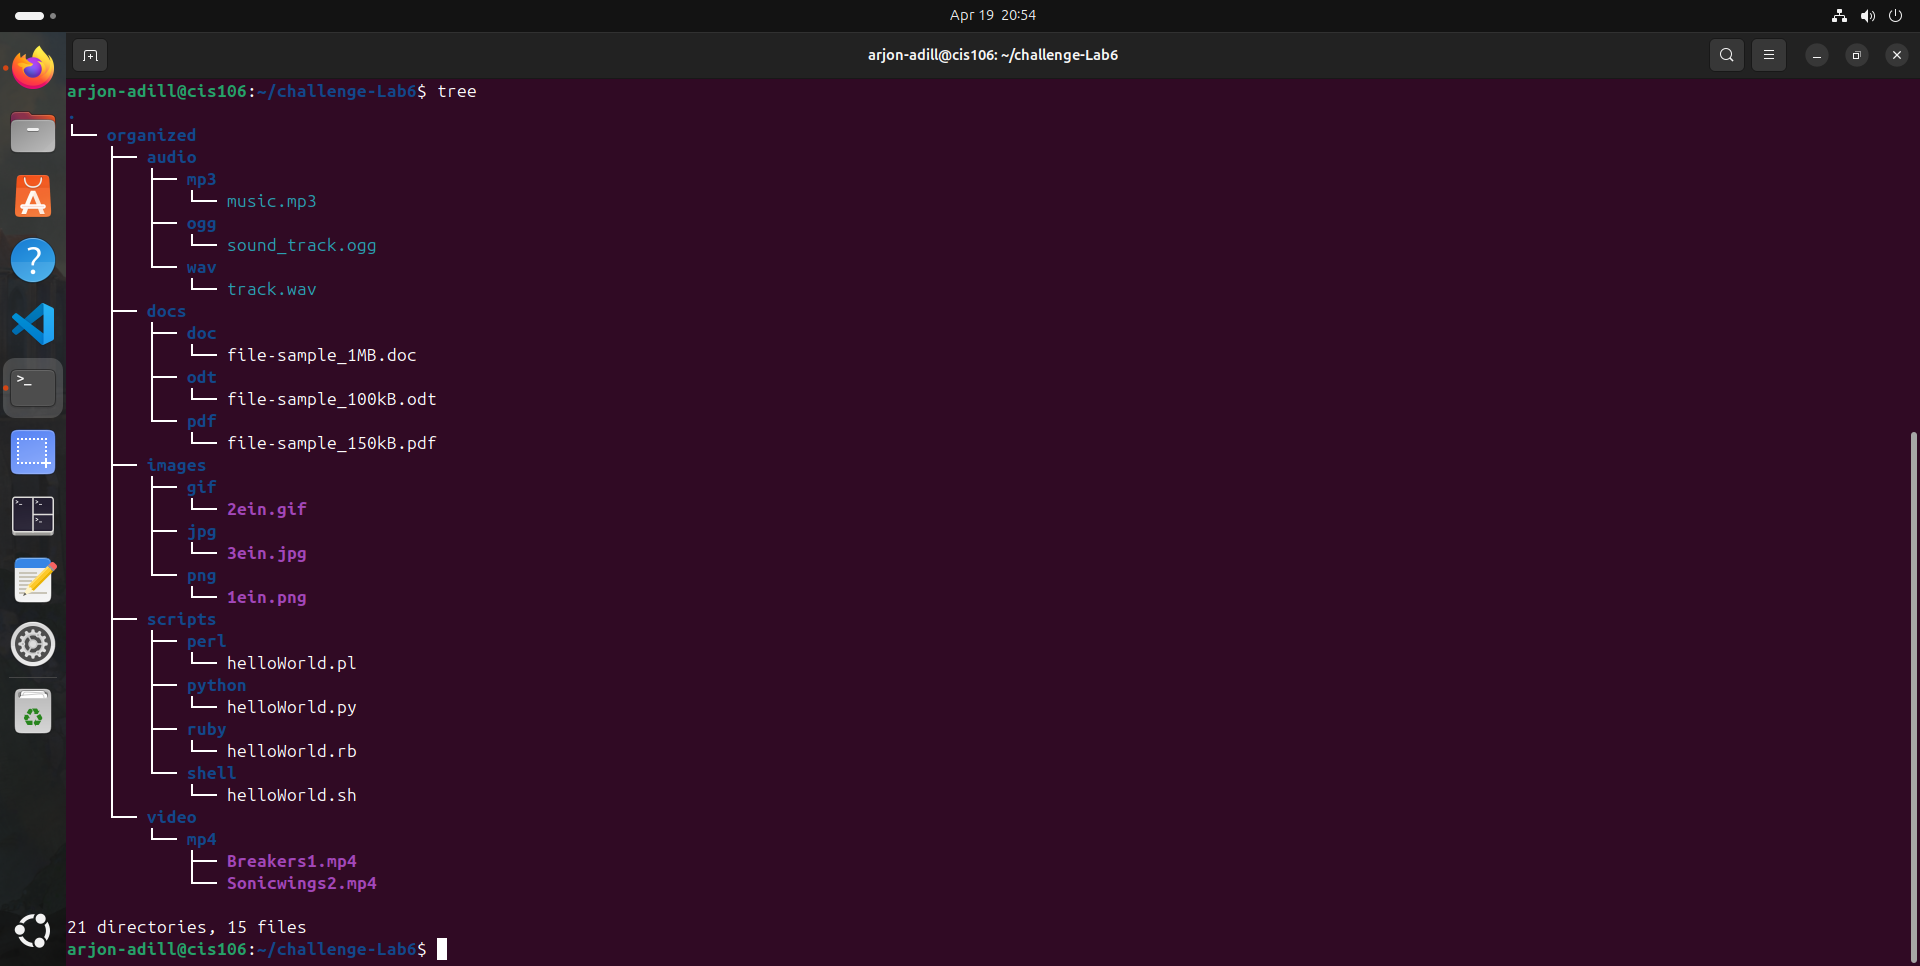 Apr 19 20:54
arjon-adill@cis106: ~/challenge-Lab6
arjon-adill@cis106:~/challenge-Lab6$ tree
.
└── organized
    ├── audio
    │   ├── mp3
    │   │   └── music.mp3
    │   ├── ogg
    │   │   └── sound_track.ogg
    │   └── wav
    │       └── track.wav
    ├── docs
    │   ├── doc
    │   │   └── file-sample_1MB.doc
    │   ├── odt
    │   │   └── file-sample_100kB.odt
    │   └── pdf
    │       └── file-sample_150kB.pdf
    ├── images
    │   ├── gif
    │   │   └── 2ein.gif
    │   ├── jpg
    │   │   └── 3ein.jpg
    │   └── png
    │       └── 1ein.png
    ├── scripts
    │   ├── perl
    │   │   └── helloWorld.pl
    │   ├── python
    │   │   └── helloWorld.py
    │   ├── ruby
    │   │   └── helloWorld.rb
    │   └── shell
    │       └── helloWorld.sh
    └── video
        └── mp4
            ├── Breakers1.mp4
            └── Sonicwings2.mp4
21 directories, 15 files
arjon-adill@cis106:~/challenge-Lab6$